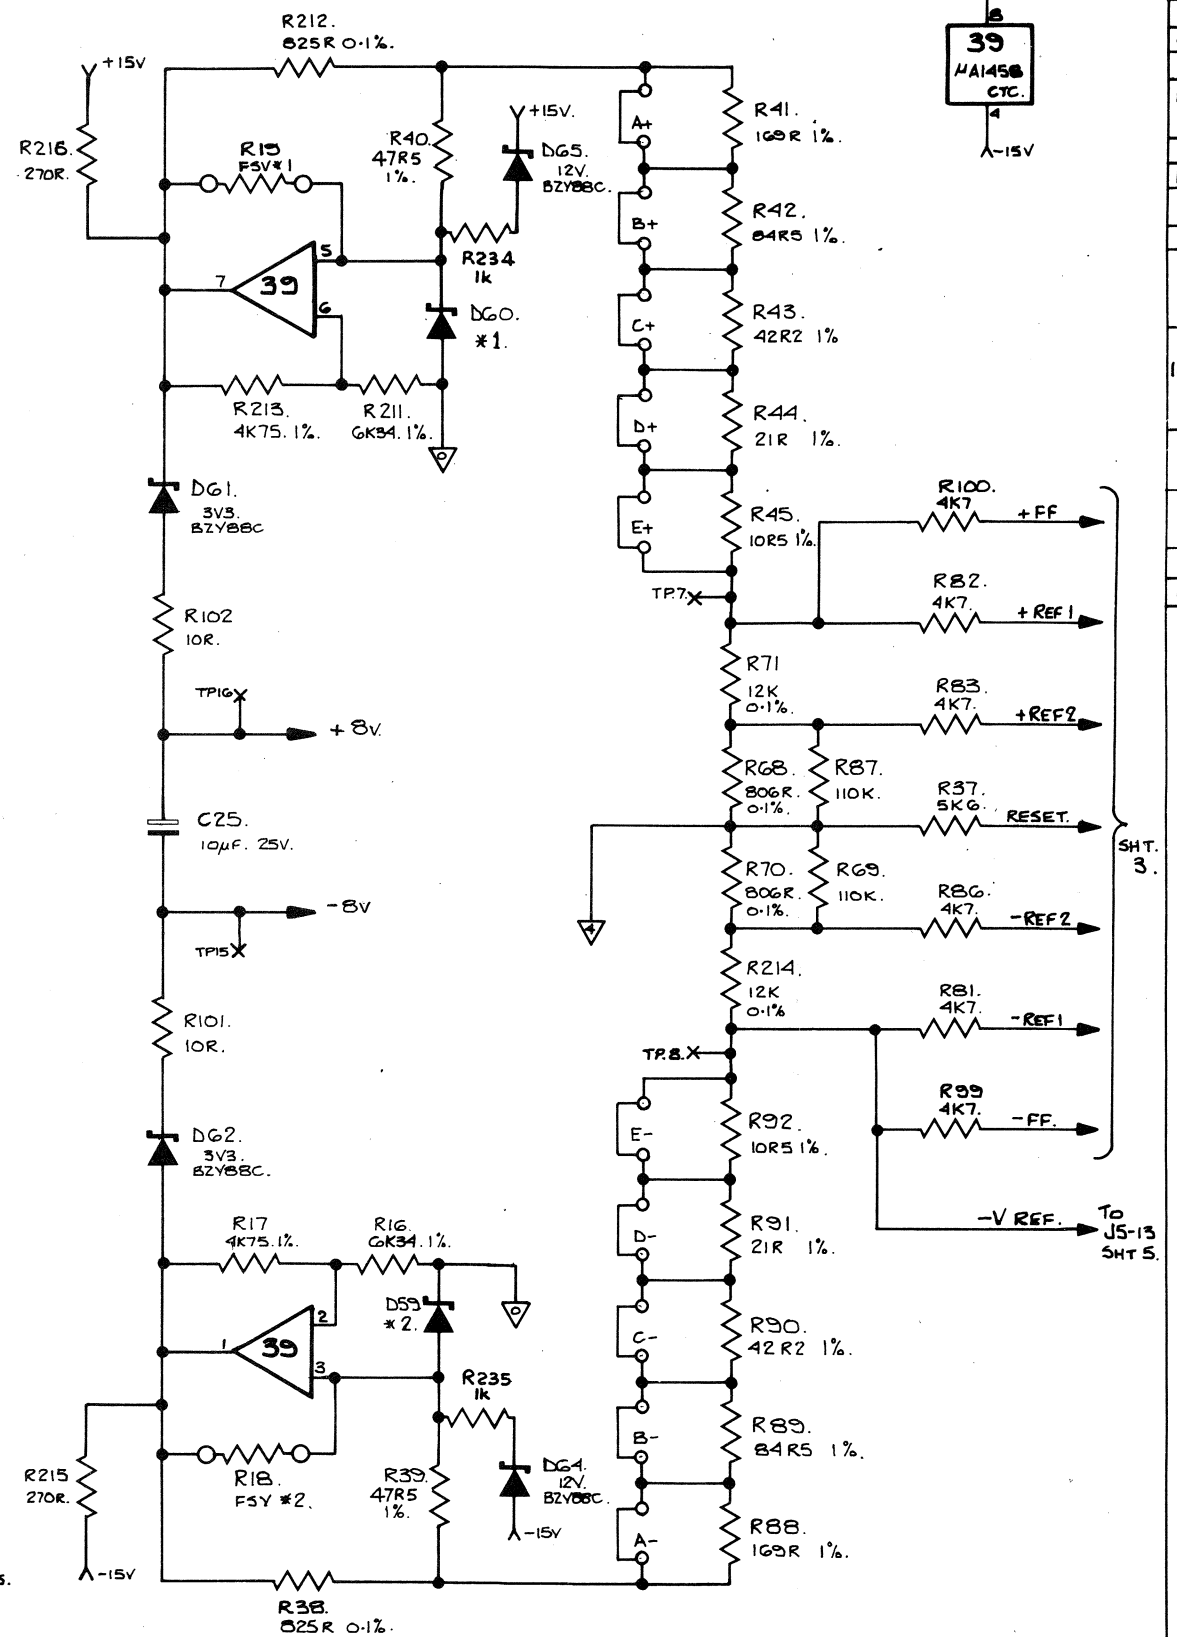 R212.
825R 0·1%.
+15V
R216.
270R.
R19
FSV*1
R40.
47R5
1%.
+15V.
DG5.
12V.
BZY88C.
R234
1k
5
39
7
6
DG0.
*1.
R213.
4K75.1%.
R211.
6K34.1%.
0
DG1.
3V3.
BZY88C
R102
10R.
TP16
+8V.
C25.
10µF. 25V.
-8V
TP15
R101.
10R.
DG2.
3V3.
BZY88C.
R17
4K75.1%.
R16.
6K34.1%.
0
D59
*2.
2
39
1
3
R235
1k
R215
270R.
-15V
R18.
FSV *2.
R39.
47R5
1%.
DG4.
12V.
BZY88C.
-15V
R38.
825R 0·1%.
S.
8
39
µA1458
CTC.
4
-15V
A+
R41.
169R 1%.
B+
R42.
84R5 1%.
C+
R43.
42R2 1%
D+
R44.
21R 1%.
E+
R45.
10R5 1%.
TP.7.
R100.
4K7
+FF
R82.
4K7.
+REF1
R71
12K
0·1%.
R83.
4K7.
+REF2
R68.
806R.
0·1%.
R87.
110K.
R37.
5K6.
RESET.
SHT.
3.
4
R70.
806R.
0·1%.
R69.
110K.
R86.
4K7.
-REF2
R214.
12K
0·1%
R81.
4K7.
-REF1
TP.8.
R99
4K7.
-FF.
E-
R92.
10R5 1%.
-V REF.
TO
J5-13
SHT 5.
D-
R91.
21R 1%.
C-
R90.
42R2 1%.
B-
R89.
84R5 1%.
A-
R88.
169R 1%.